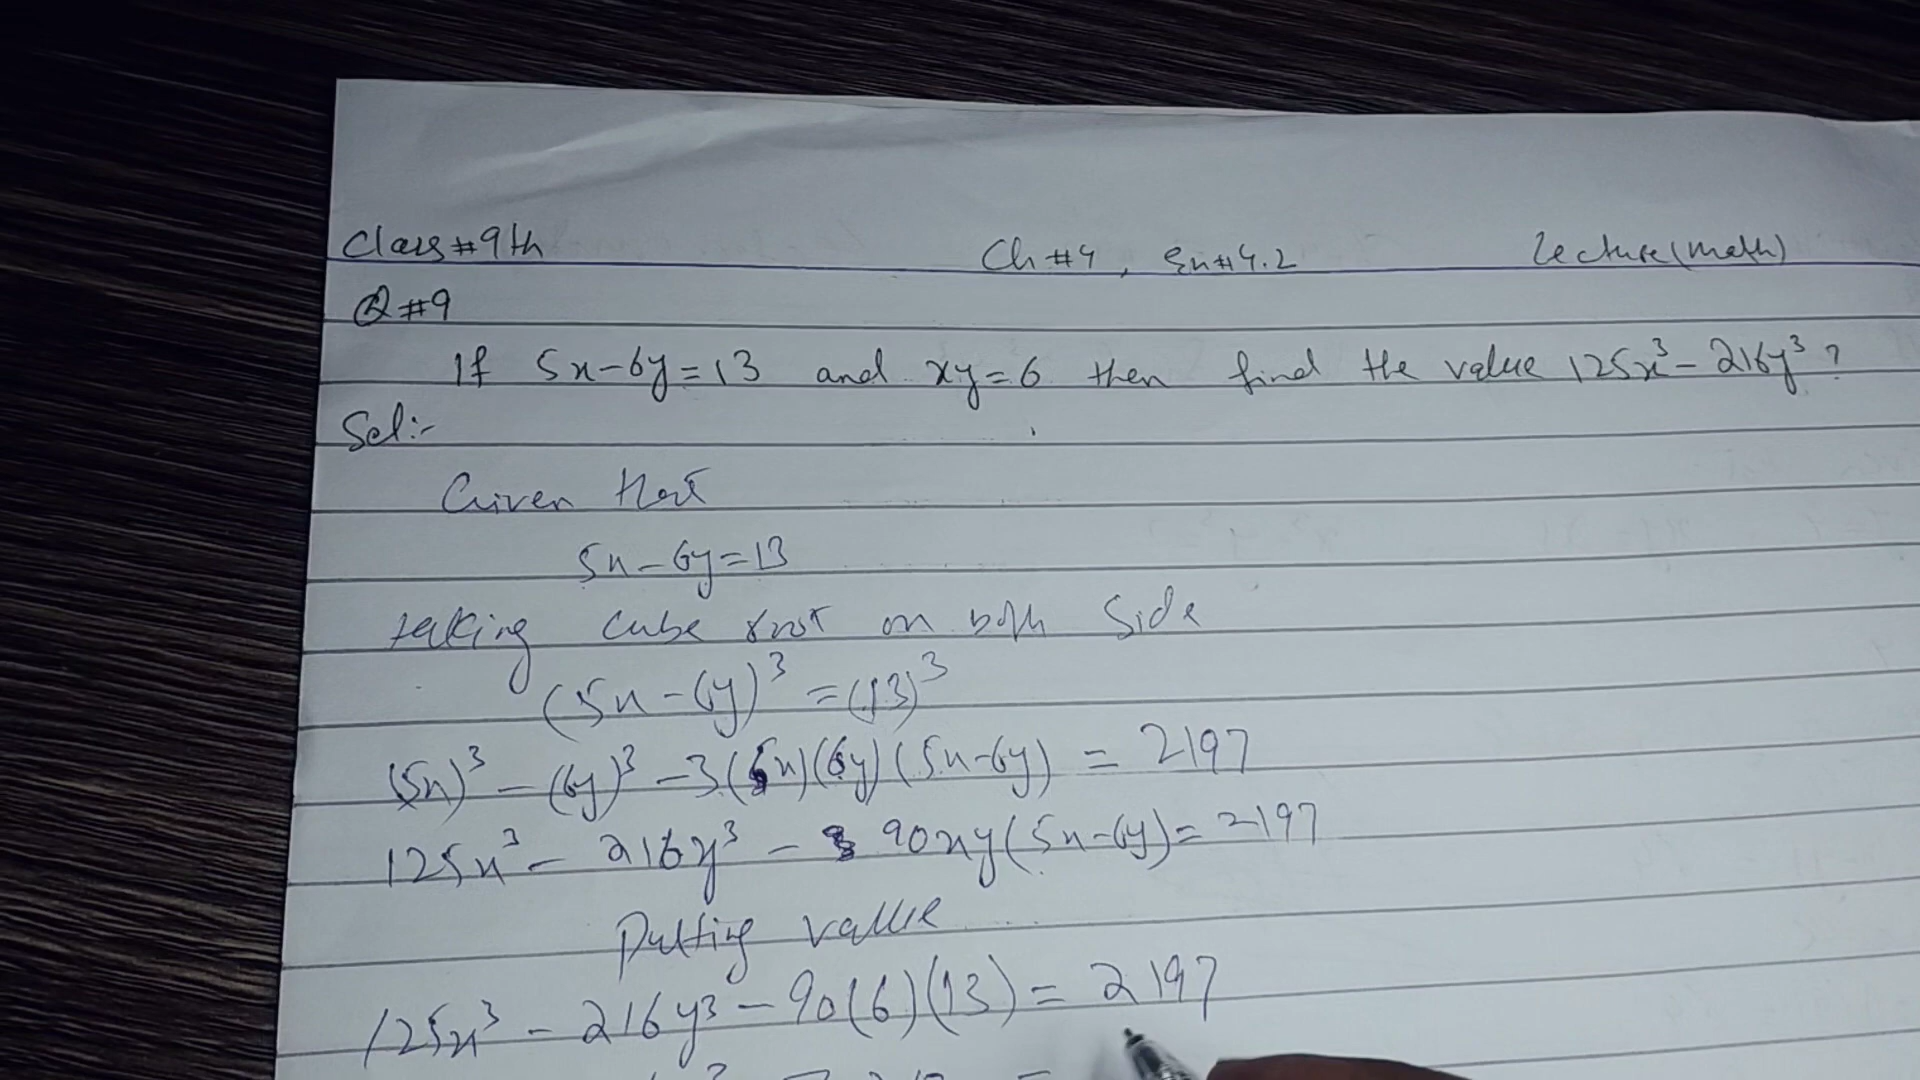 Class#9th Ch#4, Ex#4.2 Lecture(math)
Q#9
If 5x-6y=13 and xy=6 then find the value 125x³-216y³?
Sol:-
Given that
5x-6y=13
taking cube root on both side
(5x-6y)³=(13)³
(5x)³-(6y)³-3(5x)(6y)(5x-6y)=2197
125x³-216y³-90xy(5x-6y)=2197
Putting value
125x³-216y³-90(6)(13)=2197